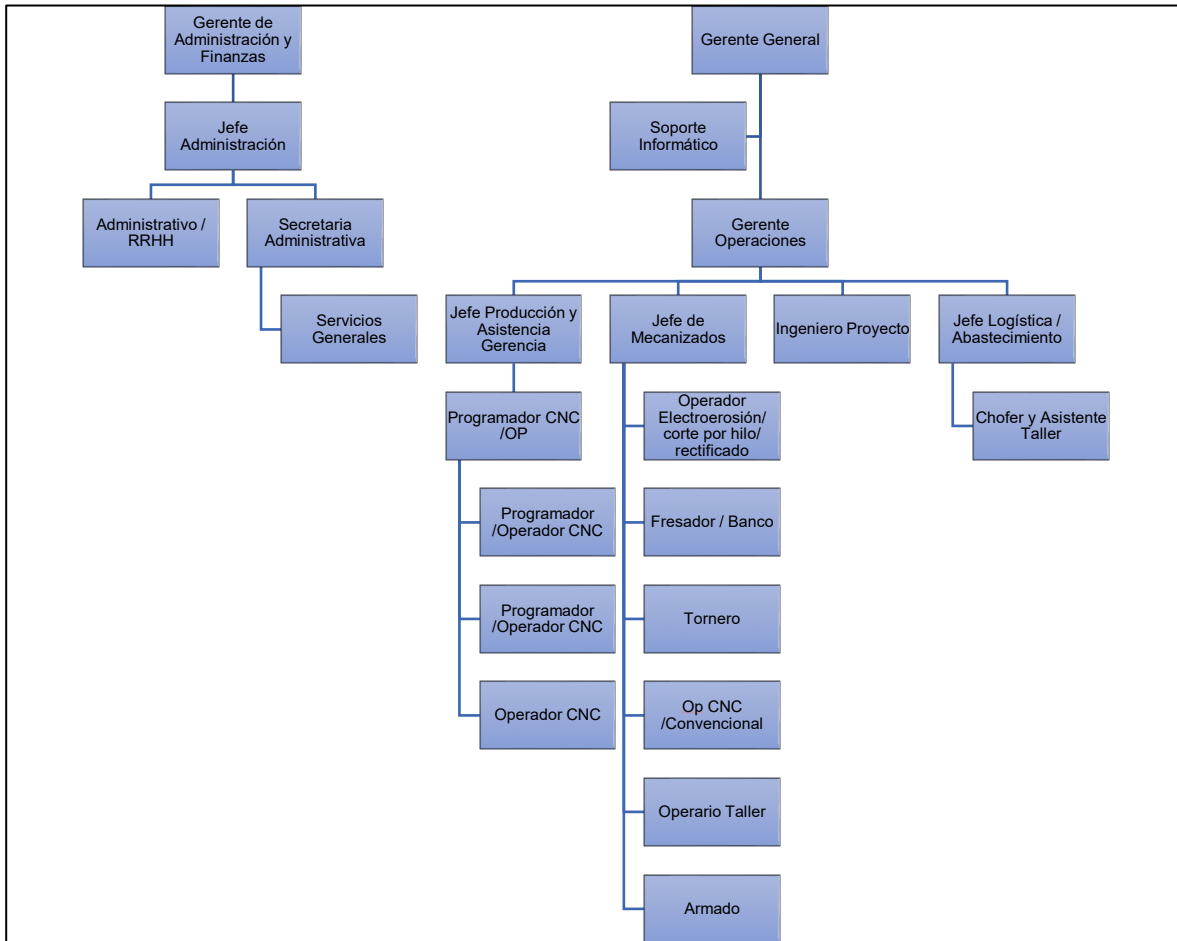 Gerente de
Administración y
Finanzas
Gerente General
Jefe
Administración
Soporte
Informático
Administrativo /
RRHH
Secretaria
Administrativa
Gerente
Operaciones
Servicios
Generales
Jefe Producción y
Asistencia
Gerencia
Jefe de
Mecanizados
Ingeniero Proyecto
Jefe Logística /
Abastecimiento
Programador CNC
/OP
Operador
Electroerosión/
corte por hilo/
rectificado
Chofer y Asistente
Taller
Programador
/Operador CNC
Fresador / Banco
Programador
/Operador CNC
Tornero
Operador CNC
Op CNC
/Convencional
Operario Taller
Armado